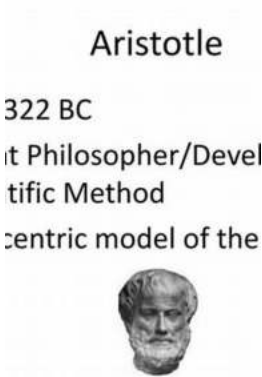 Aristotle
322 BC
t Philosopher/Devel
tific Method
centric model of the